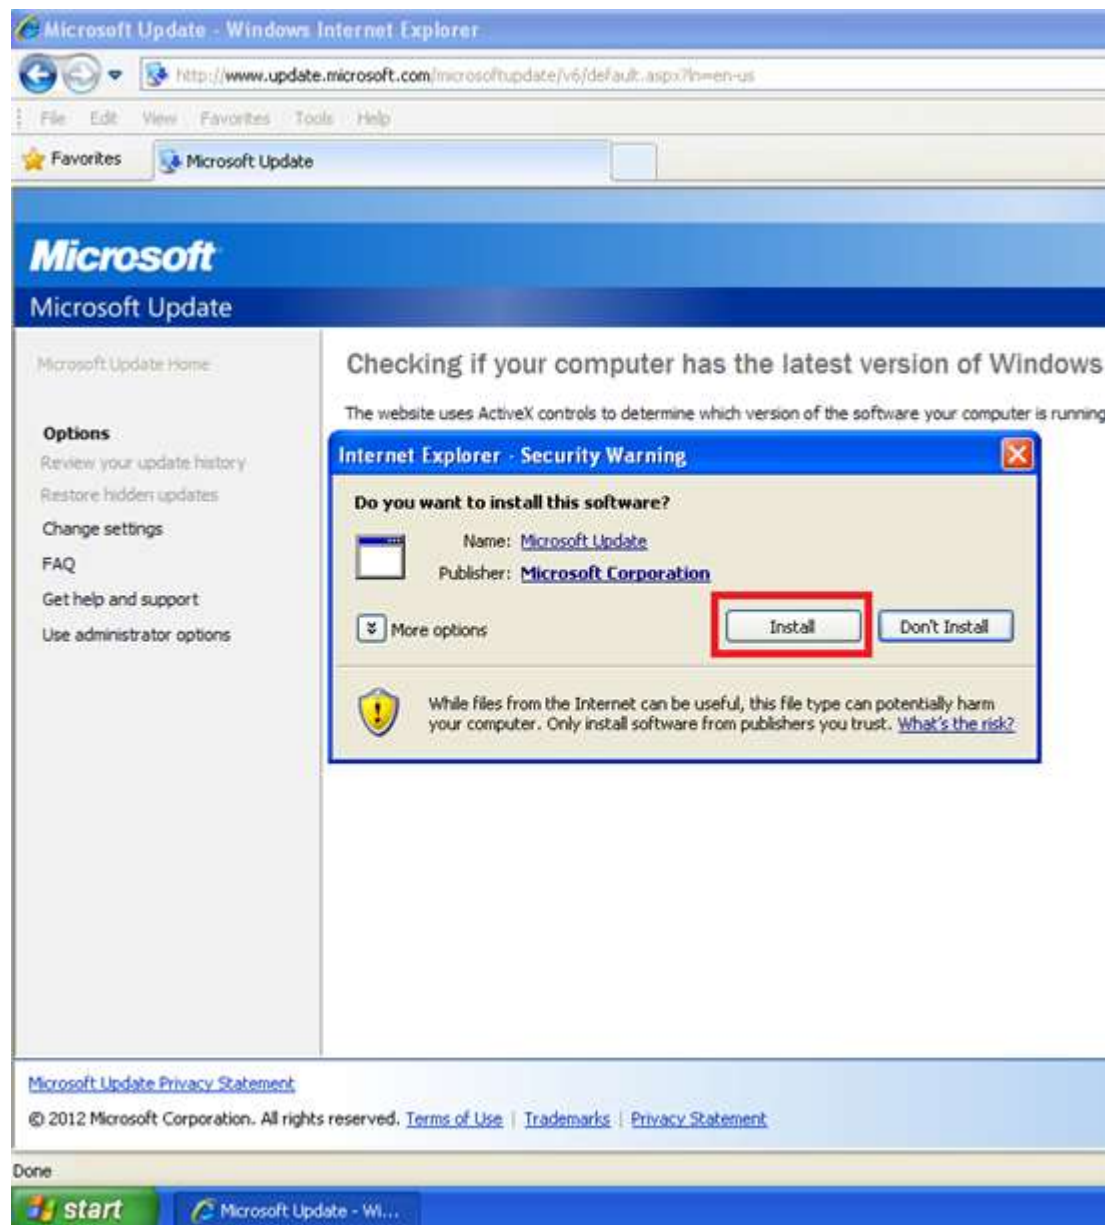 Microsoft Update - Windows Internet Explorer
http://www.update.microsoft.com/microsoftupdate/v6/default.aspx?ln=en-us
File Edit View Favorites Tools Help
Favorites Microsoft Update
Microsoft
Microsoft Update
Microsoft Update Home
Checking if your computer has the latest version of Windows
The website uses ActiveX controls to determine which version of the software your computer is running
Options
Review your update history
Restore hidden updates
Change settings
FAQ
Get help and support
Use administrator options
Internet Explorer - Security Warning
Do you want to install this software?
Name: Microsoft Update
Publisher: Microsoft Corporation
More options Install Don't Install
While files from the Internet can be useful, this file type can potentially harm
your computer. Only install software from publishers you trust. What's the risk?
Microsoft Update Privacy Statement
© 2012 Microsoft Corporation. All rights reserved. Terms of Use | Trademarks | Privacy Statement
Done
start Microsoft Update - Wi...